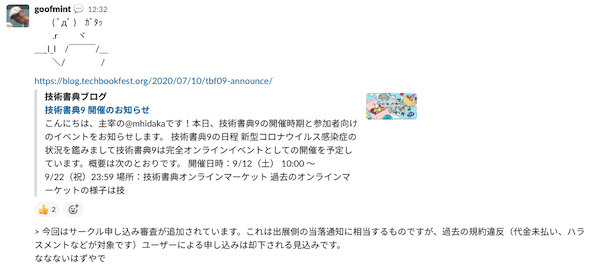 goofmint 💬 12:32
( ﾟдﾟ ) ｶﾞﾀｯ
.r ヾ
__|_| / ̄ ̄ ̄/__
＼/ /
https://blog.techbookfest.org/2020/07/10/tbf09-announce/
技術書典ブログ
技術書典9 開催のお知らせ
こんにちは、主宰の@mhidakaです！本日、技術書典9の開催時期と参加者向け
のイベントをお知らせします。 技術書典9の日程 新型コロナウイルス感染症の
状況を鑑みまして技術書典9は完全オンラインイベントとしての開催を予定し
ています。概要は次のとおりです。 開催日時：9/12（土） 10:00 〜
9/22（祝）23:59 場所：技術書典オンラインマーケット 過去のオンラインマ
ーケットの様子は技
👍 2
> 今回はサークル申し込み審査が追加されています。これは出展側の当落通知に相当するものですが、過去の規約違反（代金未払い、ハラ
スメントなどが対象です）ユーザーによる申し込みは却下される見込みです。
ななないはずやで